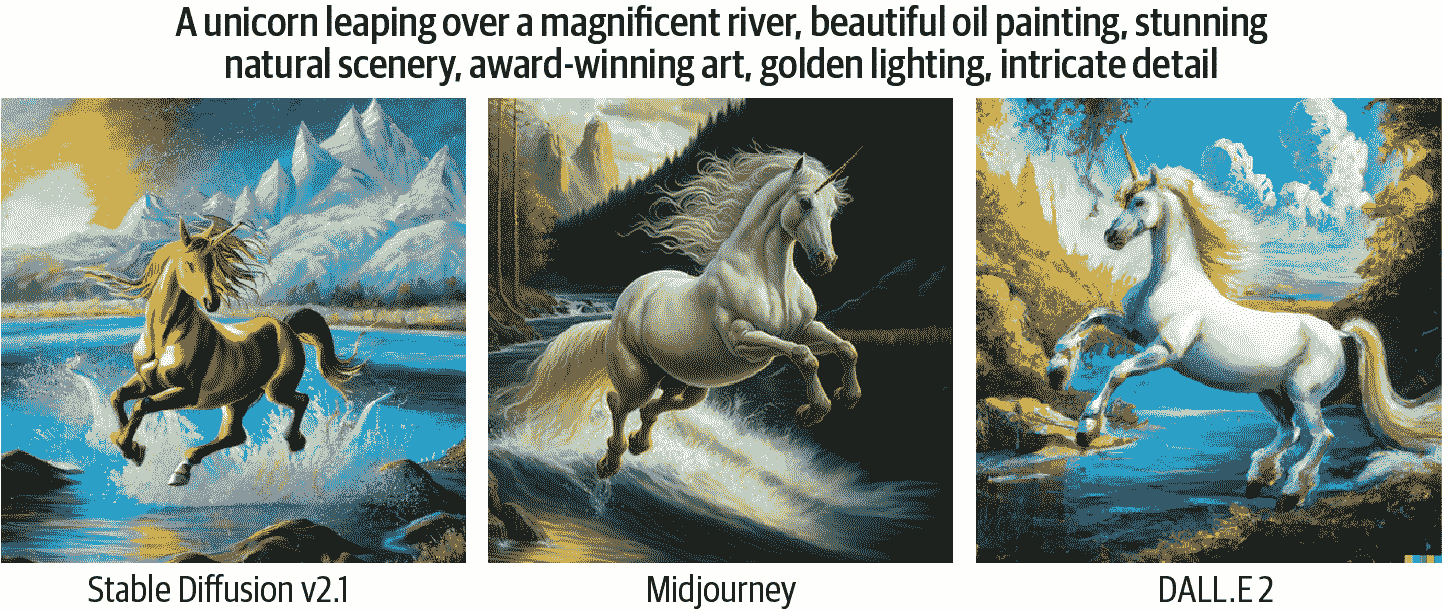 A unicorn leaping over a magnificent river, beautiful oil painting, stunning
natural scenery, award-winning art, golden lighting, intricate detail
Stable Diffusion v2.1
Midjourney
DALL.E 2